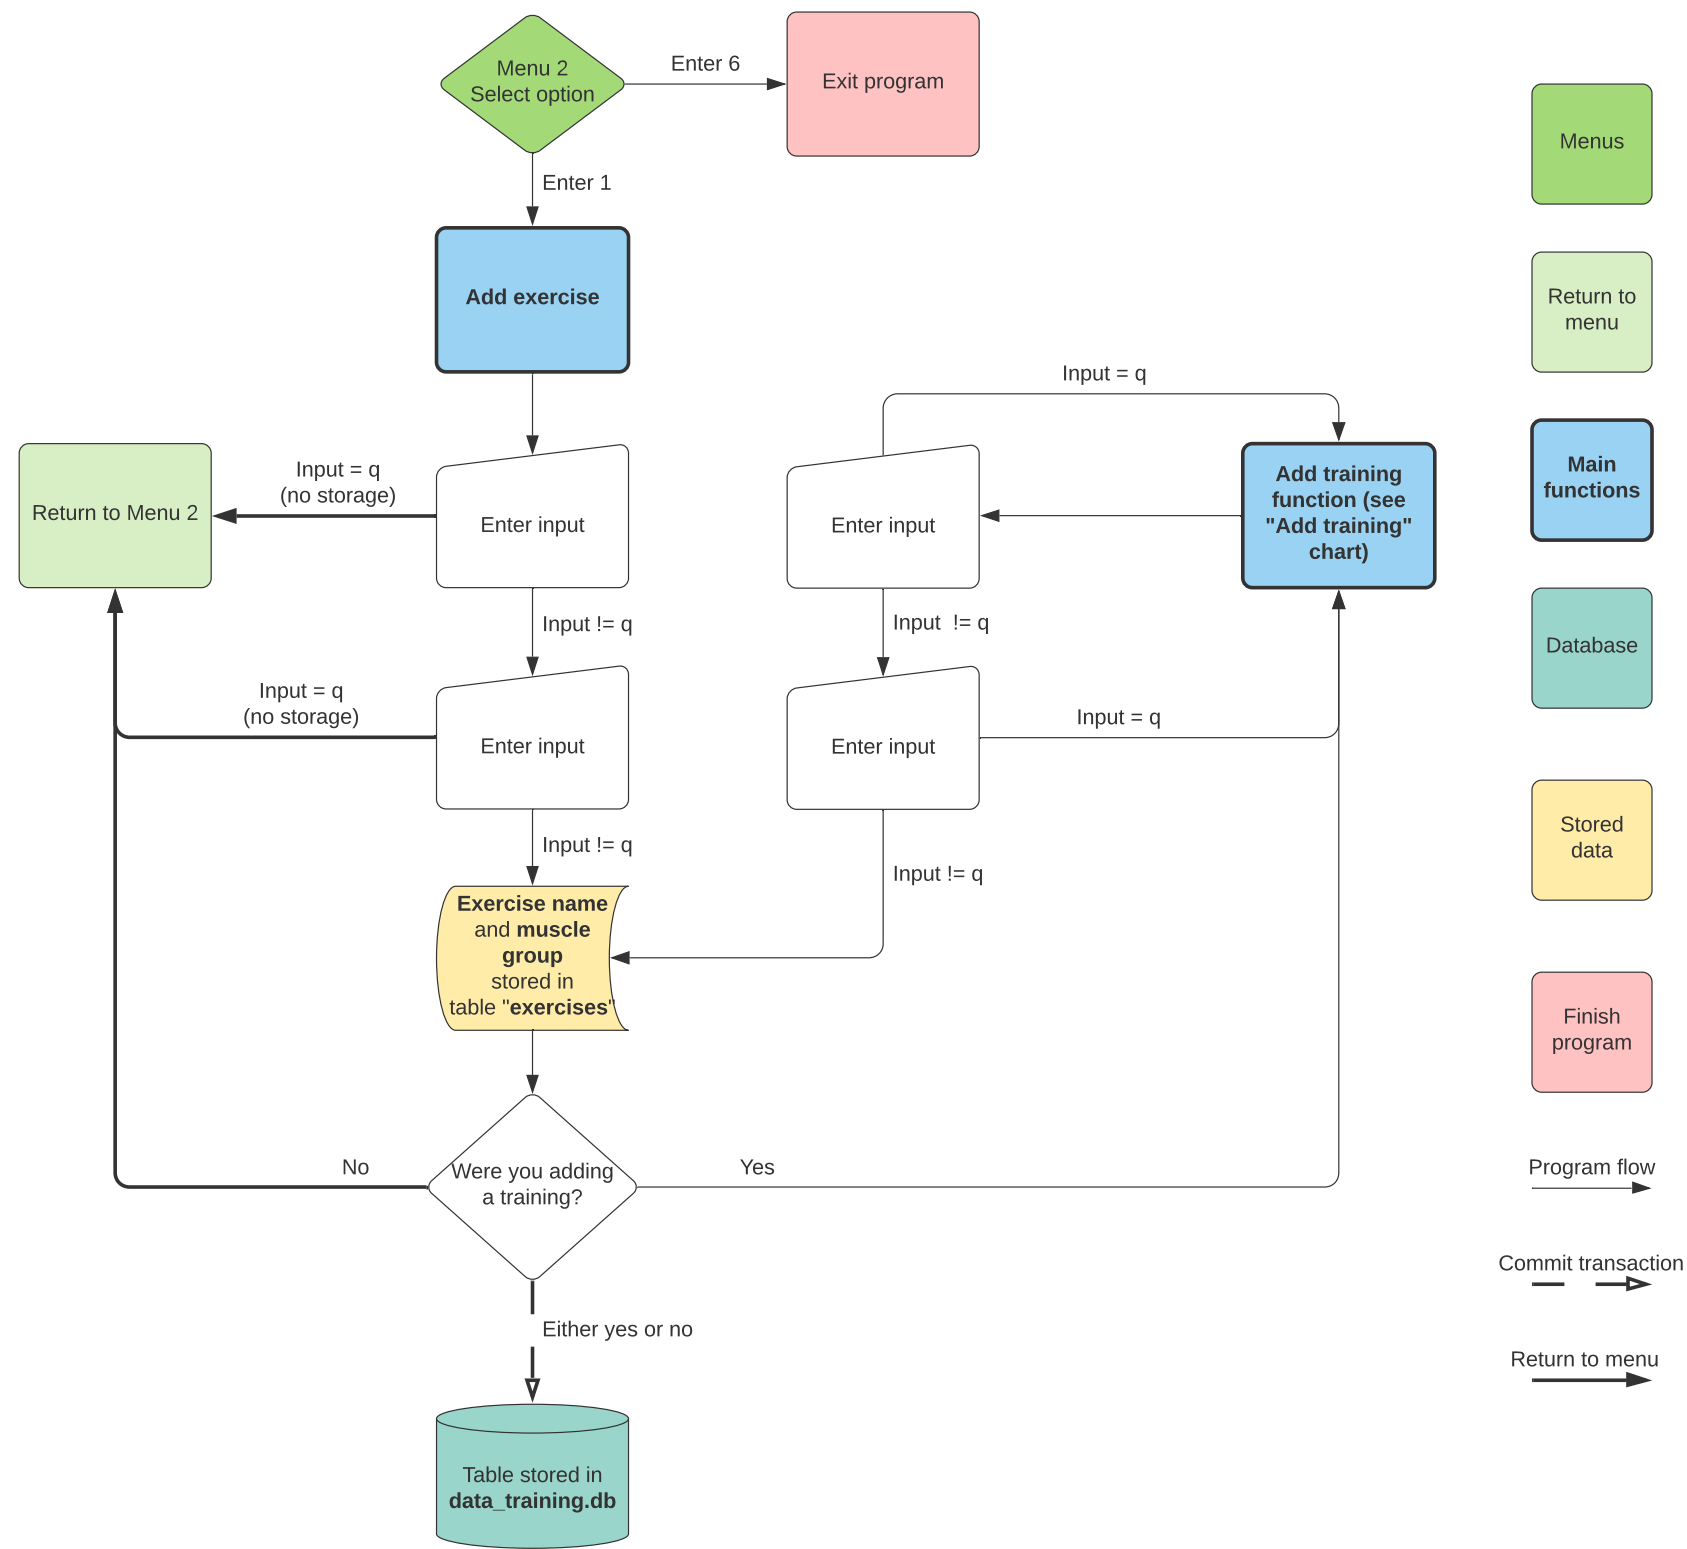 Menu 2
Select option
Enter 6
Exit program
Enter 1
Add exercise
Input = q
Return to Menu 2
Input = q
(no storage)
Enter input
Enter input
Add training
function (see
"Add training"
chart)
Input != q
Input  != q
Input = q
(no storage)
Enter input
Enter input
Input = q
Input != q
Input != q
Exercise name
and muscle
group
stored in
table "exercises"
No
Were you adding
a training?
Yes
Either yes or no
Table stored in
data_training.db
Menus
Return to
menu
Main
functions
Database
Stored
data
Finish
program
Program flow
Commit transaction
Return to menu